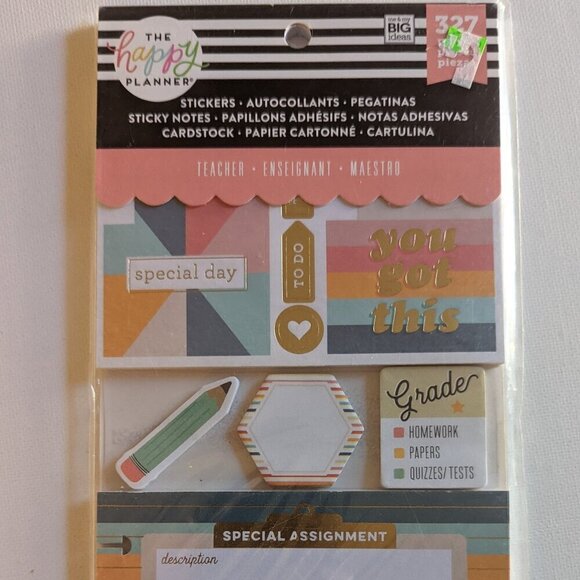 THE
happy
PLANNER®
me & my
BIG
ideas
327
piezas
STICKERS • AUTOCOLLANTS • PEGATINAS
STICKY NOTES • PAPILLONS ADHÉSIFS • NOTAS ADHESIVAS
CARDSTOCK • PAPIER CARTONNÉ • CARTULINA
TEACHER • ENSEIGNANT • MAESTRO
special day
TO DO
you
got
this
Grade
HOMEWORK
PAPERS
QUIZZES/TESTS
SPECIAL ASSIGNMENT
description